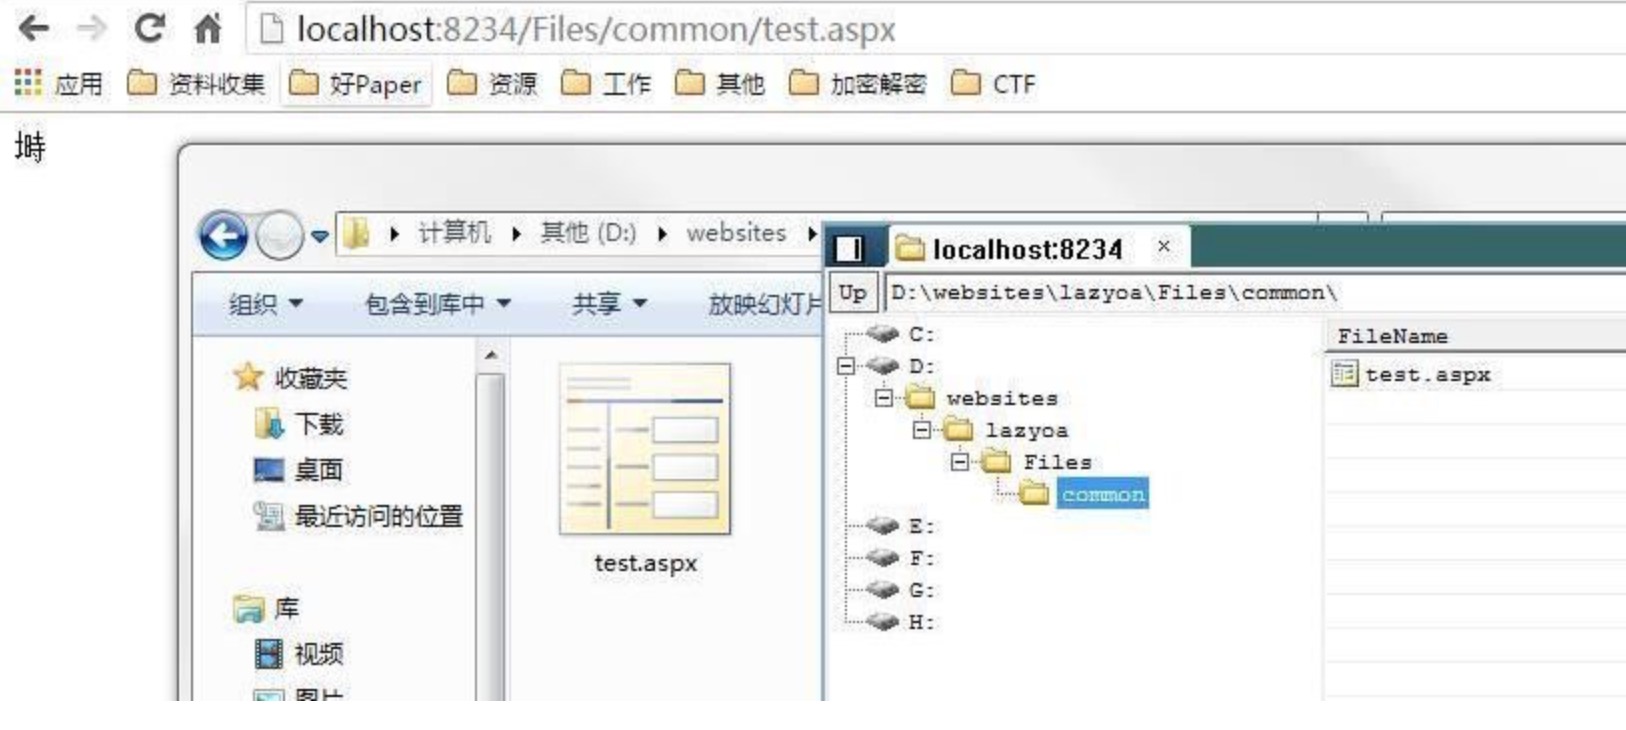 localhost:8234/Files/common/test.aspx
应用 资料收集 好Paper 资源 工作 其他 加密解密 CTF
塒
计算机 其他 (D:) websites
组织 包含到库中 共享 放映幻灯片
收藏夹
下载
桌面
最近访问的位置
库
视频
图片
test.aspx
localhost:8234 ×
Up D:\websites\lazyoa\Files\common\
C:
D:
websites
lazyoa
Files
common
E:
F:
G:
H:
FileName
test.aspx